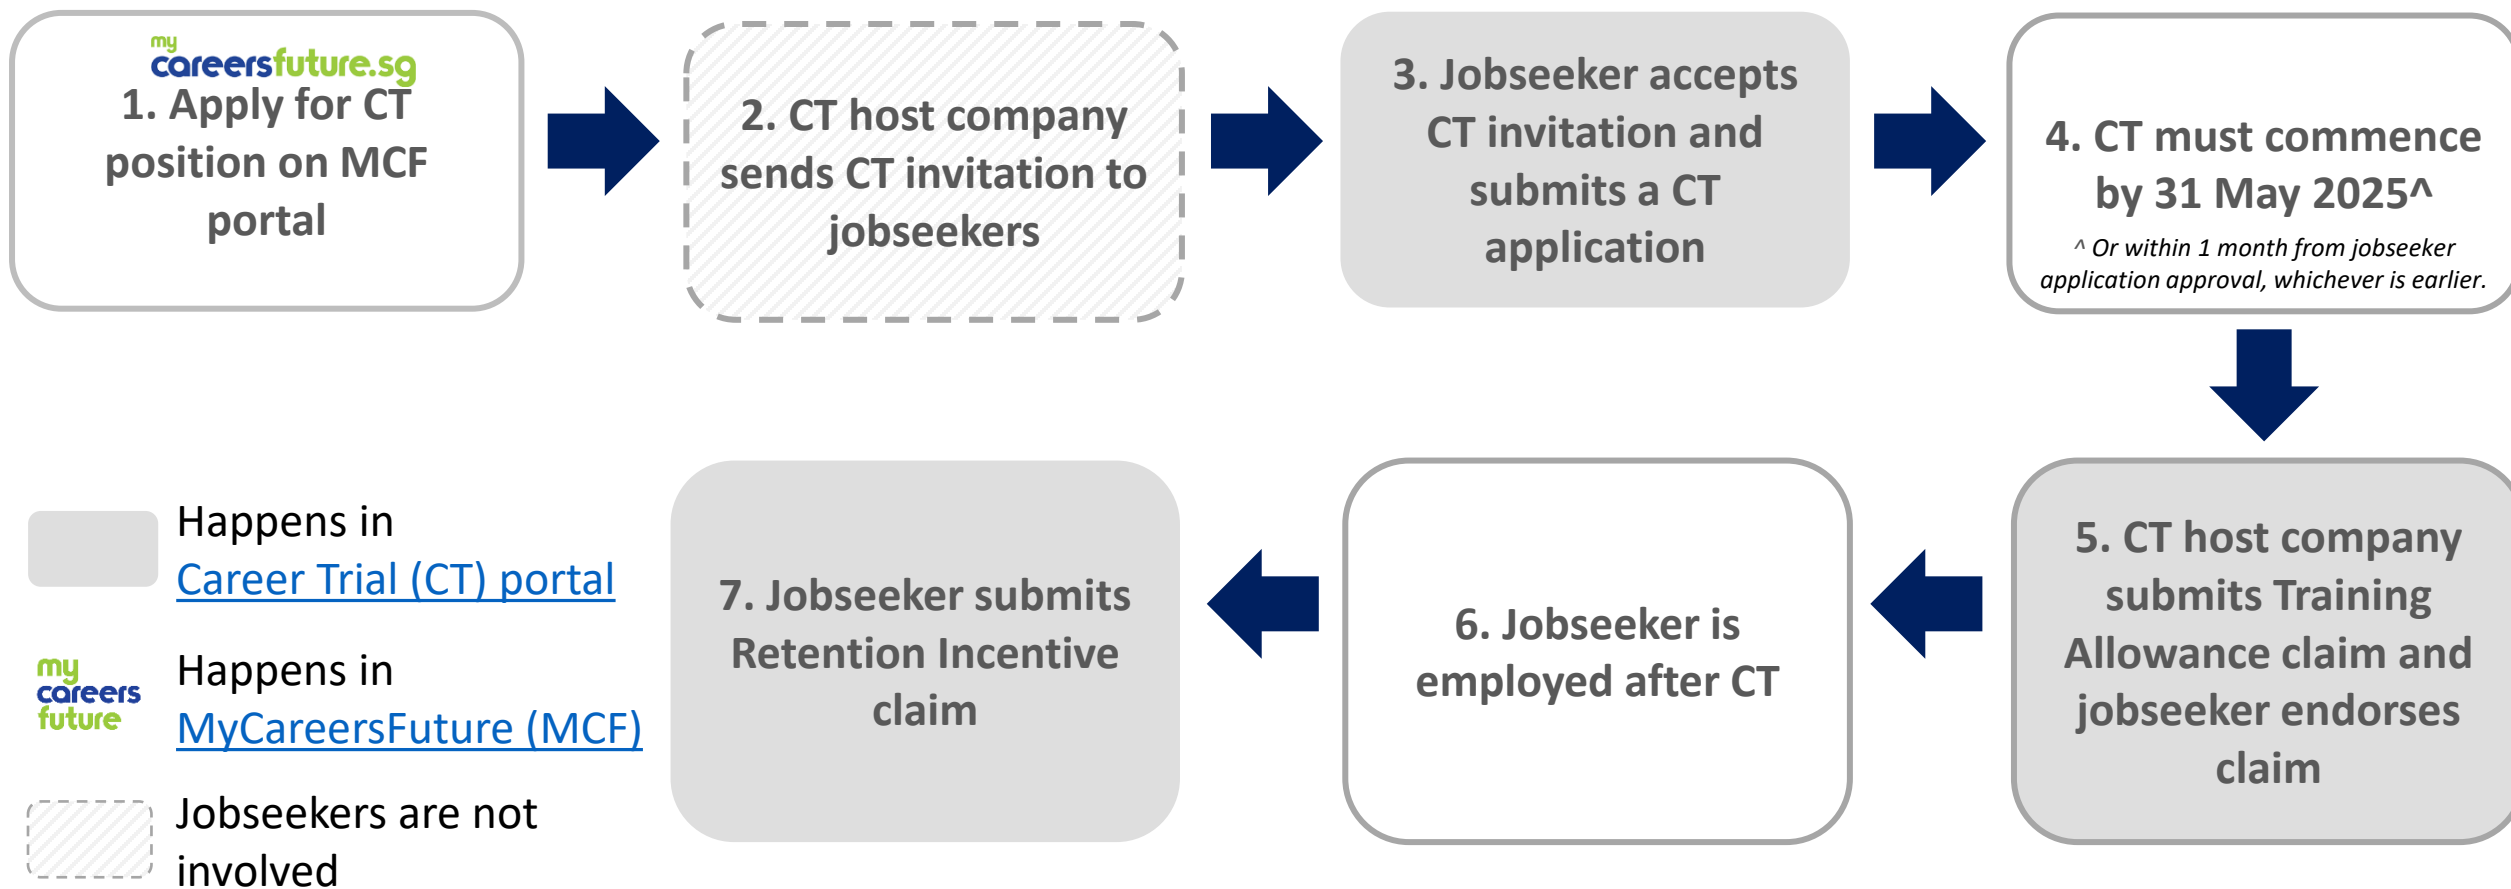 my
careersfuture.sg
1. Apply for CT
position on MCF
portal
2. CT host company
sends CT invitation to
jobseekers
3. Jobseeker accepts
CT invitation and
submits a CT
application
4. CT must commence
by 31 May 2025^
^ Or within 1 month from jobseeker
application approval, whichever is earlier.
5. CT host company
submits Training
Allowance claim and
jobseeker endorses
claim
6. Jobseeker is
employed after CT
7. Jobseeker submits
Retention Incentive
claim
Happens in
Career Trial (CT) portal
my
careers
future
Happens in
MyCareersFuture (MCF)
Jobseekers are not
involved